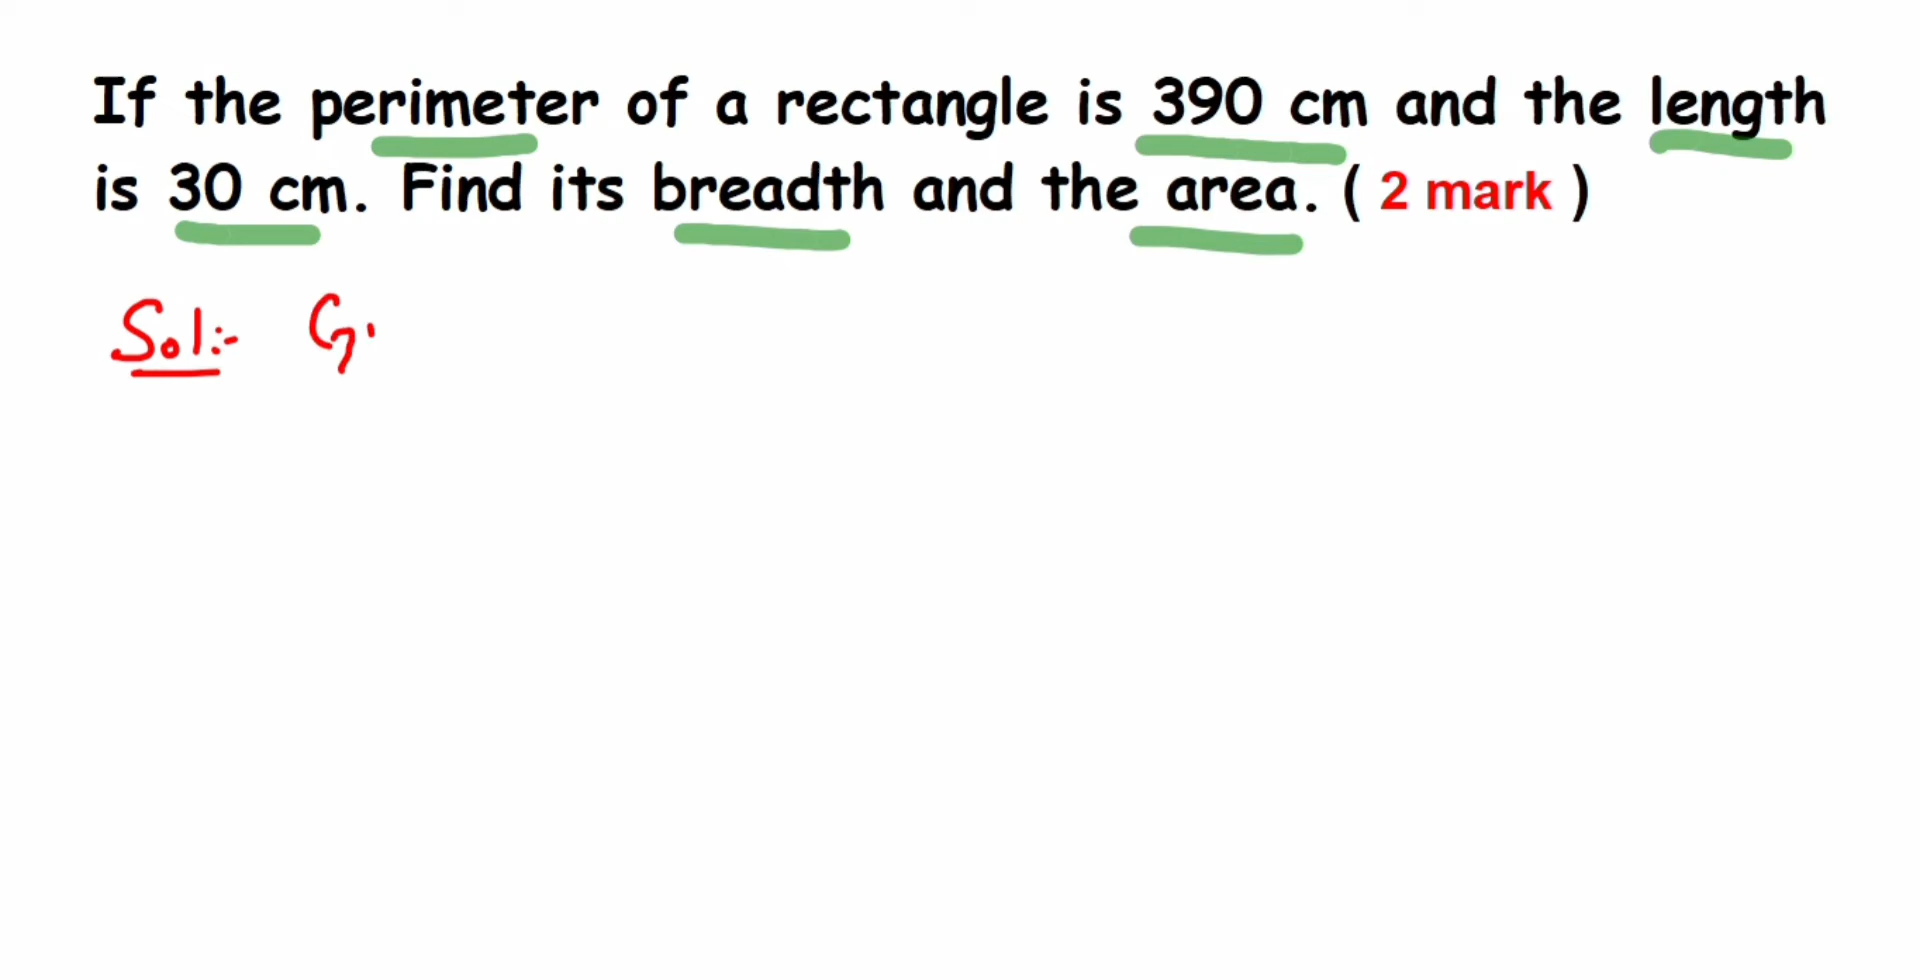 If the perimeter of a rectangle is 390 cm and the length
is 30 cm. Find its breadth and the area. ( 2 mark )
Sol:- G